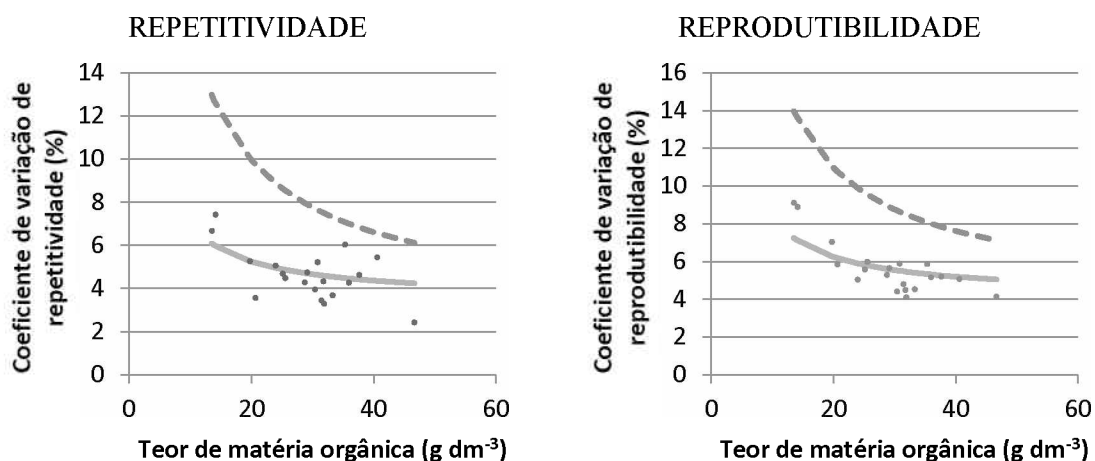 REPETITIVIDADE
Coeficiente de variação de
repetitividade (%)
14
12
10
8
6
4
2
0
0 20 40 60
Teor de matéria orgânica (g dm-3)
REPRODUTIBILIDADE
Coeficiente de variação de
reprodutibilidade (%)
16
14
12
10
8
6
4
2
0
0 20 40 60
Teor de matéria orgânica (g dm-3)